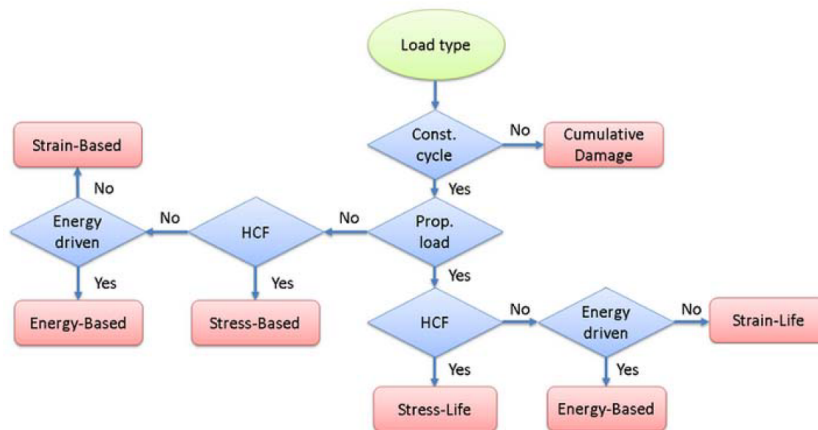 Load type
Const.
cycle
No
Cumulative
Damage
Yes
Strain-Based
No
Energy
driven
No
HCF
No
Prop.
load
Yes
Yes
Yes
Energy-Based
Stress-Based
HCF
No
Energy
driven
No
Strain-Life
Yes
Yes
Stress-Life
Energy-Based